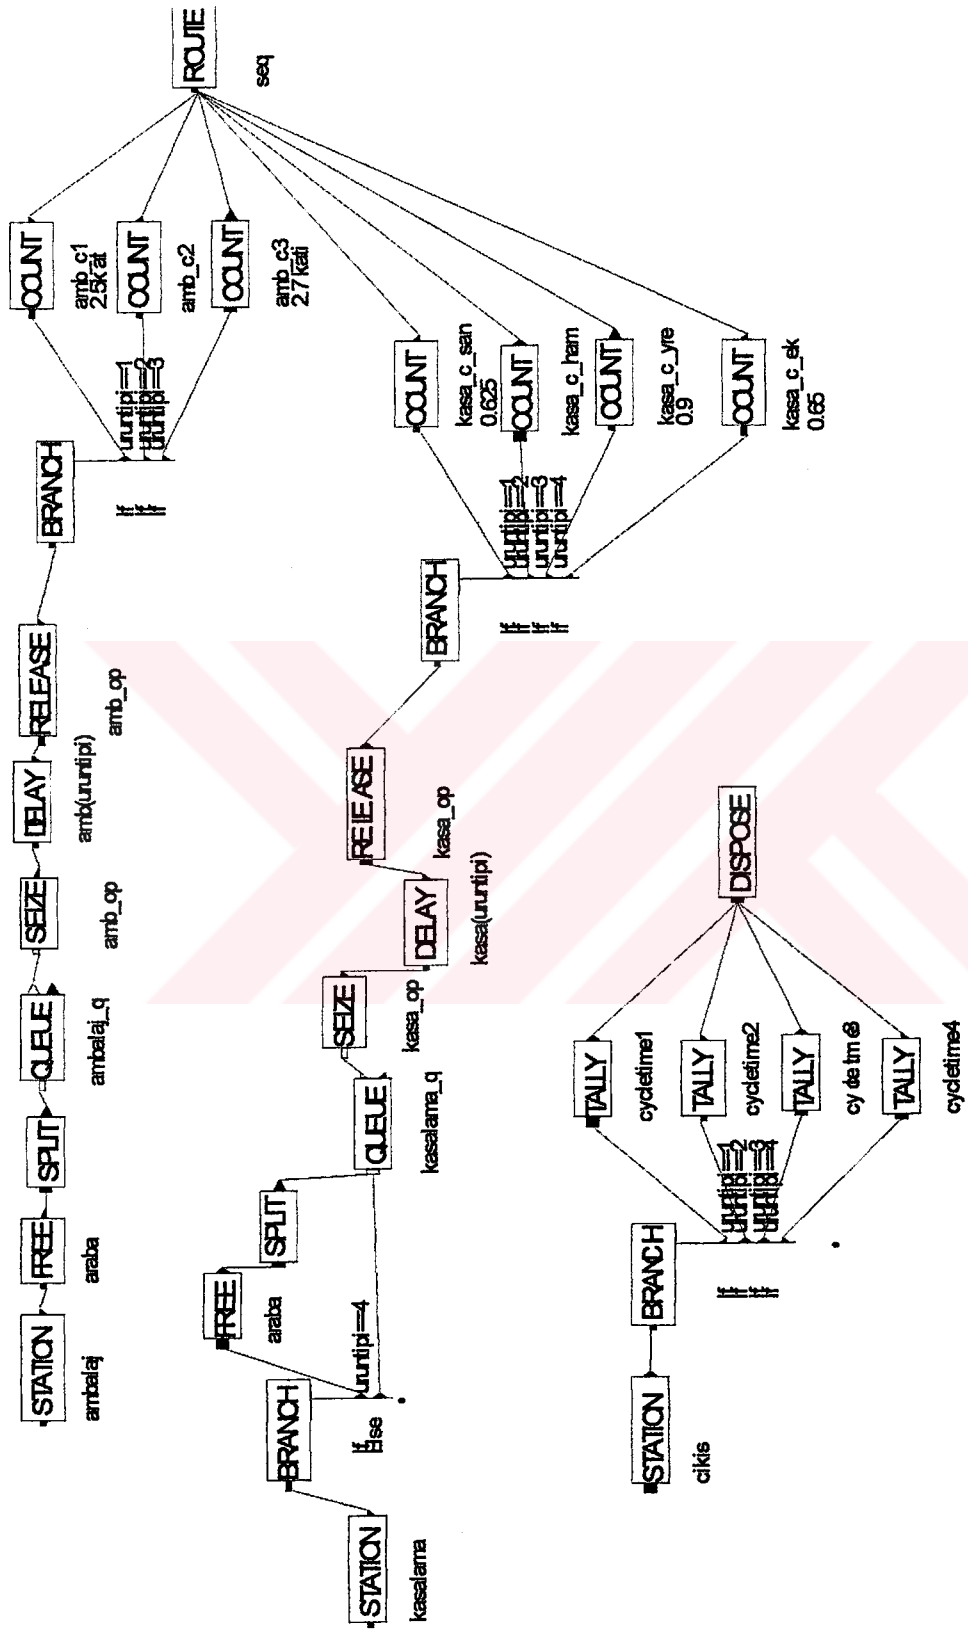 STATION
ambalaj
FREE
araba
SPLIT
QUEUE
ambalaj_q
SEIZE
amb_op
DELAY
amb(uruntipi)
RELEASE
amb_op
BRANCH
If
If
If
uruntipi==1
uruntipi==2
uruntipi==3
COUNT
amb_c1
2.5kat
COUNT
amb_c2
COUNT
amb_c3
2.7kati
ROUTE
seq
STATION
kasalama
BRANCH
If
Else
uruntipi==4
FREE
araba
SPLIT
QUEUE
kasalama_q
SEIZE
kasa_op
DELAY
kasa(uruntipi)
RELEASE
kasa_op
BRANCH
If
If
If
If
uruntipi==1
uruntipi==2
uruntipi==3
uruntipi==4
COUNT
kasa_c_san
0.625
COUNT
kasa_c_ham
COUNT
kasa_c_yre
0.9
COUNT
kasa_c_ek
0.65
STATION
cikis
BRANCH
If
If
If
If
uruntipi==1
uruntipi==2
uruntipi==3
uruntipi==4
TALLY
cycletime1
TALLY
cycletime2
TALLY
cycletime3
TALLY
cycletime4
DISPOSE